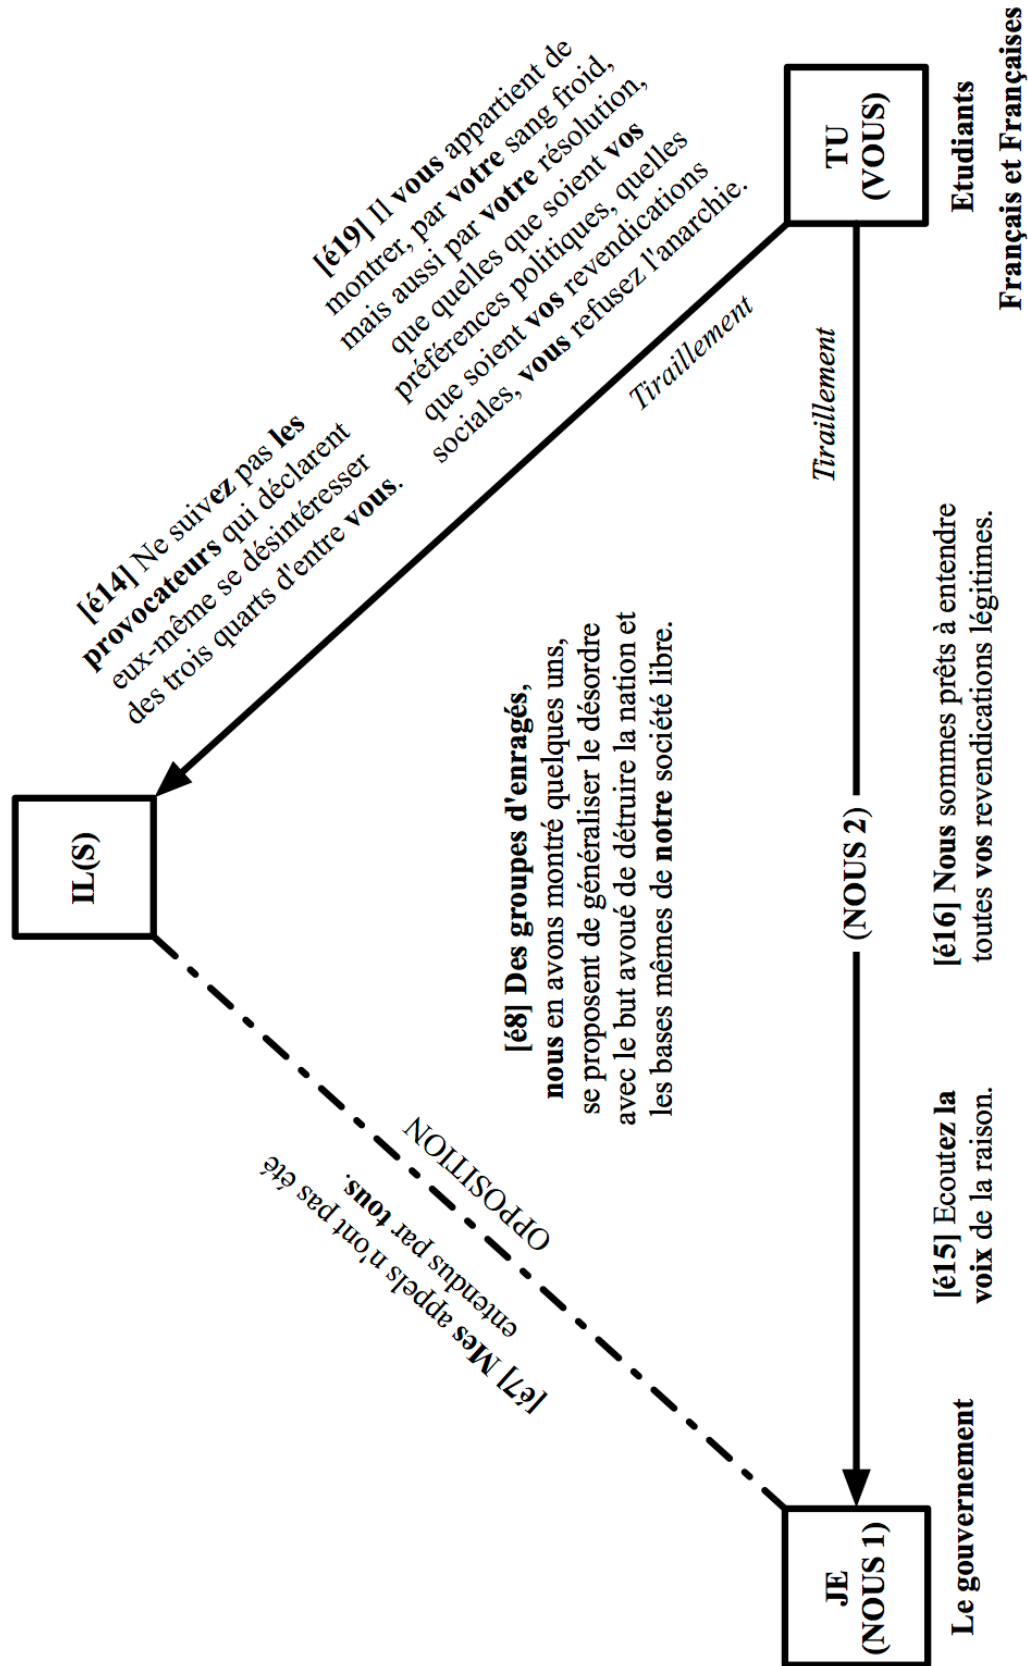 IL(S)
[é14] Ne suivez pas les
provocateurs qui déclarent
eux-même se désintéresser
des trois quarts d'entre vous.
[é19] Il vous appartient de
montrer, par votre sang froid,
mais aussi par votre résolution,
que quelles que soient vos
préférences politiques, quelles
que soient vos revendications
sociales, vous refusez l'anarchie.
Tiraillement
OPPOSITION
[é7] Mes appels n'ont pas été
entendus par tous.
[é8] Des groupes d'enragés,
nous en avons montré quelques uns,
se proposent de généraliser le désordre
avec le but avoué de détruire la nation et
les bases mêmes de notre société libre.
Tiraillement
JE
(NOUS 1)
(NOUS 2)
TU
(VOUS)
Le gouvernement
[é15] Ecoutez la
voix de la raison.
[é16] Nous sommes prêts à entendre
toutes vos revendications légitimes.
Etudiants
Français et Françaises